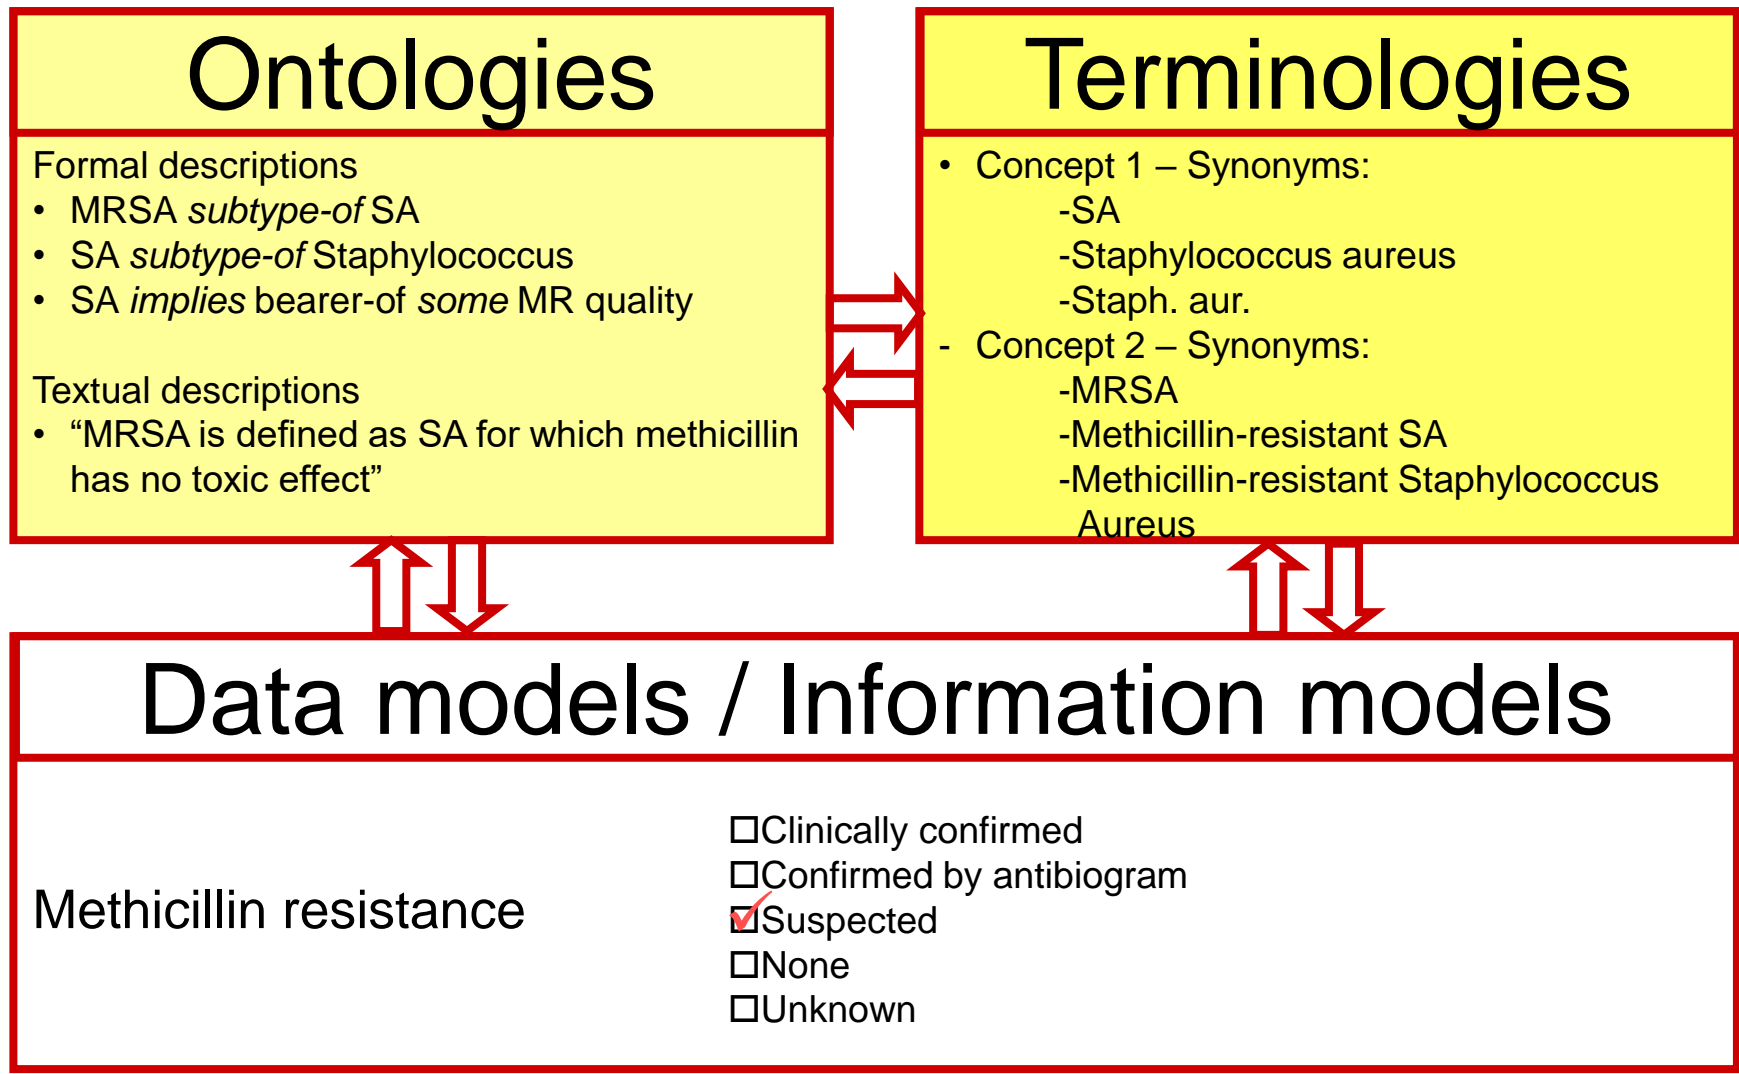 Ontologies
Formal descriptions
• MRSA subtype-of SA
• SA subtype-of Staphylococcus
• SA implies bearer-of some MR quality
Textual descriptions
• “MRSA is defined as SA for which methicillin
has no toxic effect”
Terminologies
• Concept 1 – Synonyms:
-SA
-Staphylococcus aureus
-Staph. aur.
- Concept 2 – Synonyms:
-MRSA
-Methicillin-resistant SA
-Methicillin-resistant Staphylococcus
Aureus
Data models / Information models
Methicillin resistance
☐Clinically confirmed
☐Confirmed by antibiogram
☑Suspected
☐None
☐Unknown